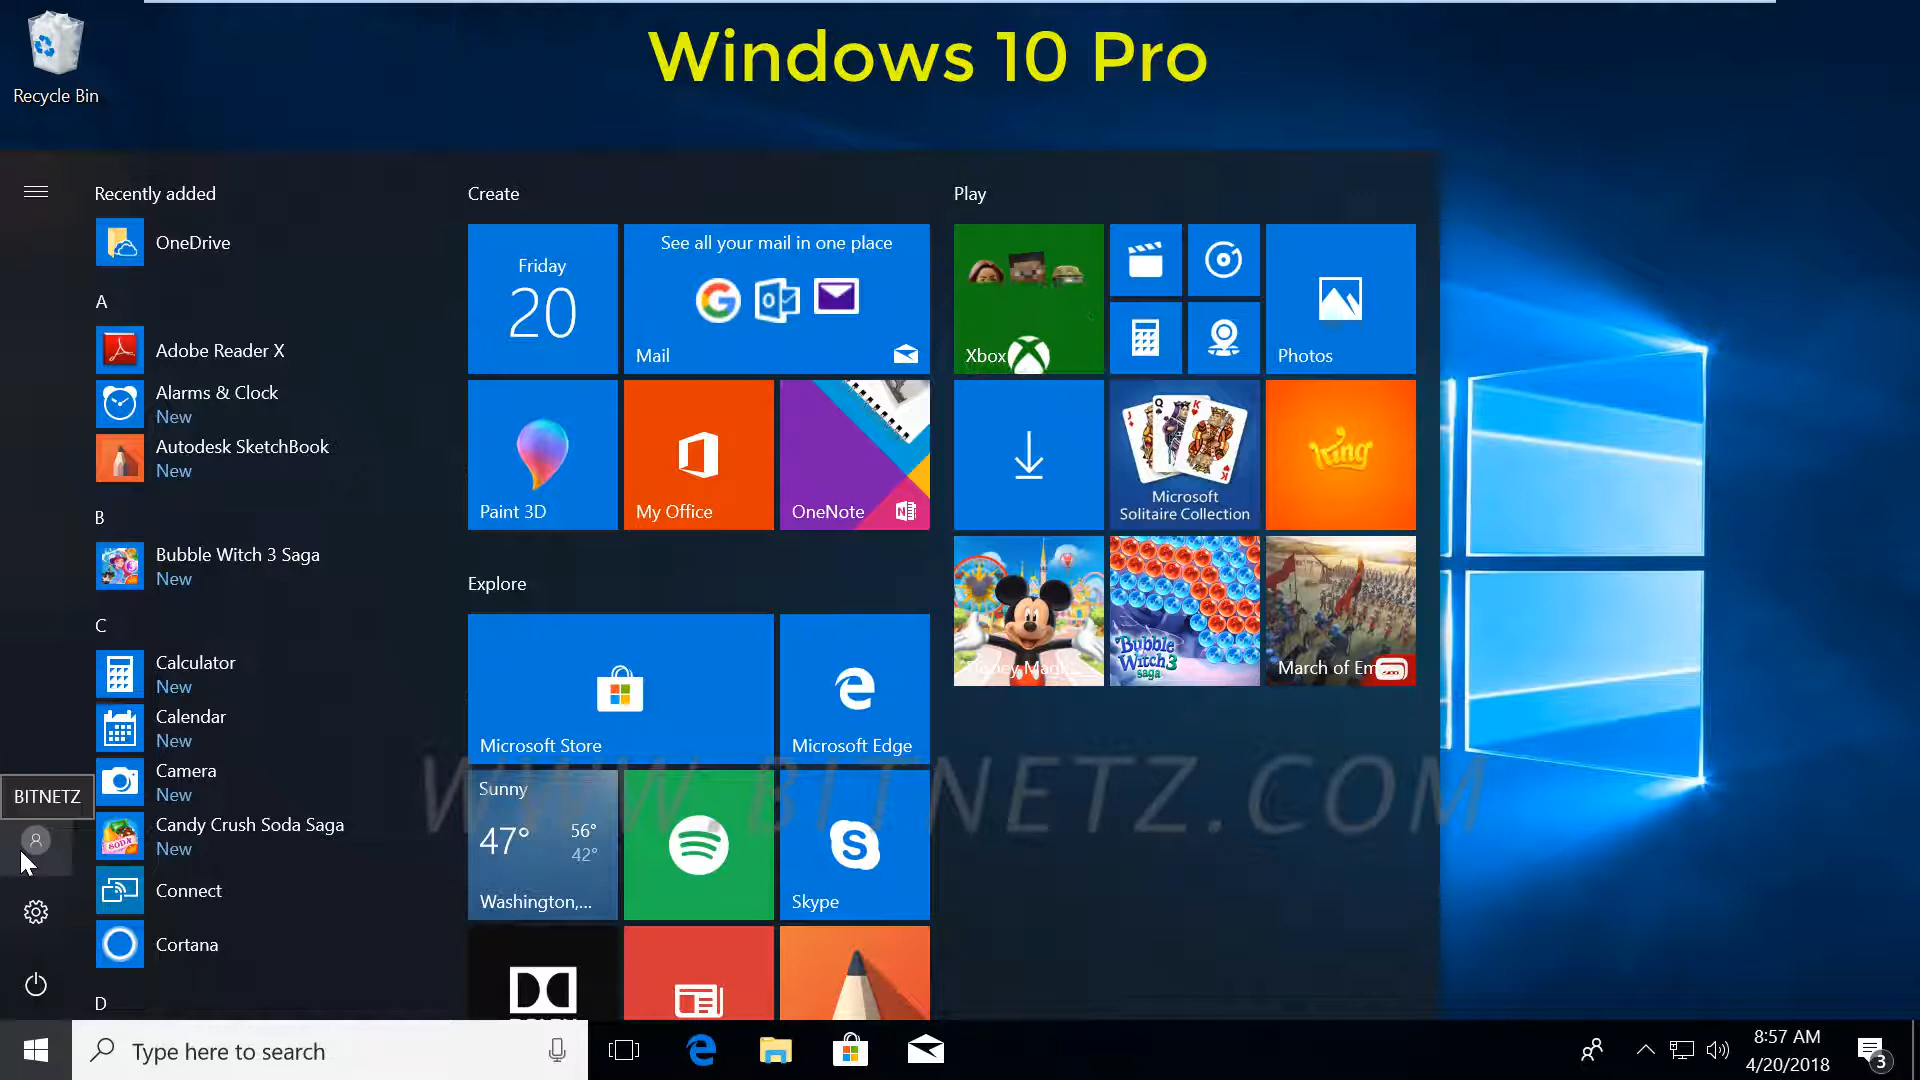 Windows 10 Pro
Recycle Bin
Recently added
OneDrive
A
Adobe Reader X
Alarms & Clock
New
Autodesk SketchBook
New
B
Bubble Witch 3 Saga
New
C
Calculator
New
Calendar
New
Camera
New
Candy Crush Soda Saga
New
Connect
Cortana
D
BITNETZ
Create
Friday
20
See all your mail in one place
Mail
Paint 3D
My Office
OneNote
Explore
Microsoft Store
Microsoft Edge
Sunny
47°
56°
42°
Washington,...
Skype
Play
Xbox
Photos
Microsoft
Solitaire Collection
King
Bubble
Witch 3
saga
March of Em
WWW.BITNETZ.COM
Type here to search
8:57 AM
4/20/2018
3